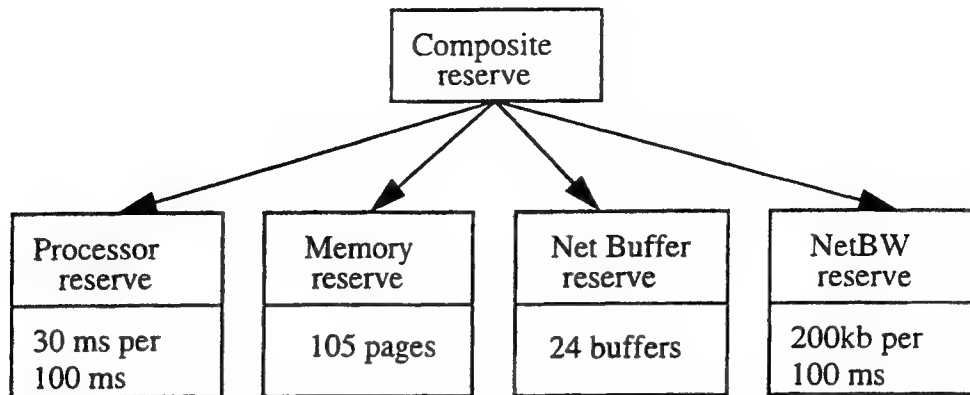 Composite
reserve
Processor
reserve
Memory
reserve
Net Buffer
reserve
NetBW
reserve
30 ms per
100 ms
105 pages
24 buffers
200kb per
100 ms